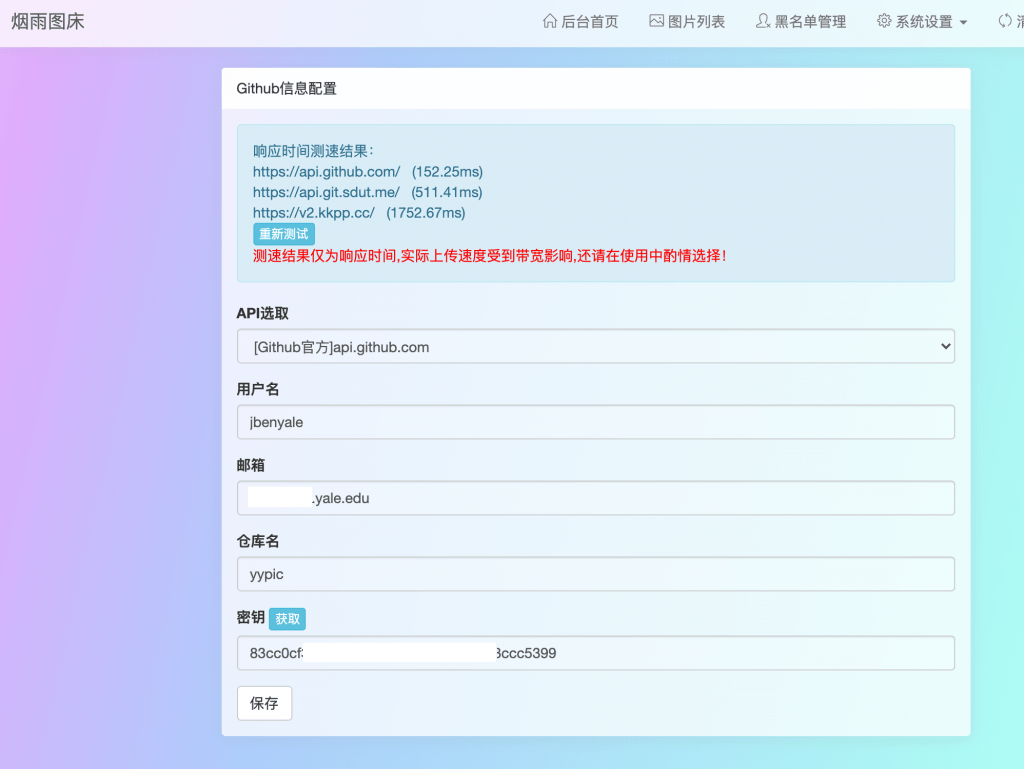 烟雨图床
后台首页 图片列表 黑名单管理 系统设置
Github信息配置
响应时间测速结果：
https://api.github.com/ (152.25ms)
https://api.git.sdut.me/ (511.41ms)
https://v2.kkpp.cc/ (1752.67ms)
重新测试
测速结果仅为响应时间,实际上传速度受到带宽影响,还请在使用中酌情选择！
API选取
[Github官方]api.github.com
用户名
jbenyale
邮箱
.yale.edu
仓库名
yypic
密钥 获取
83cc0cf ccc5399
保存